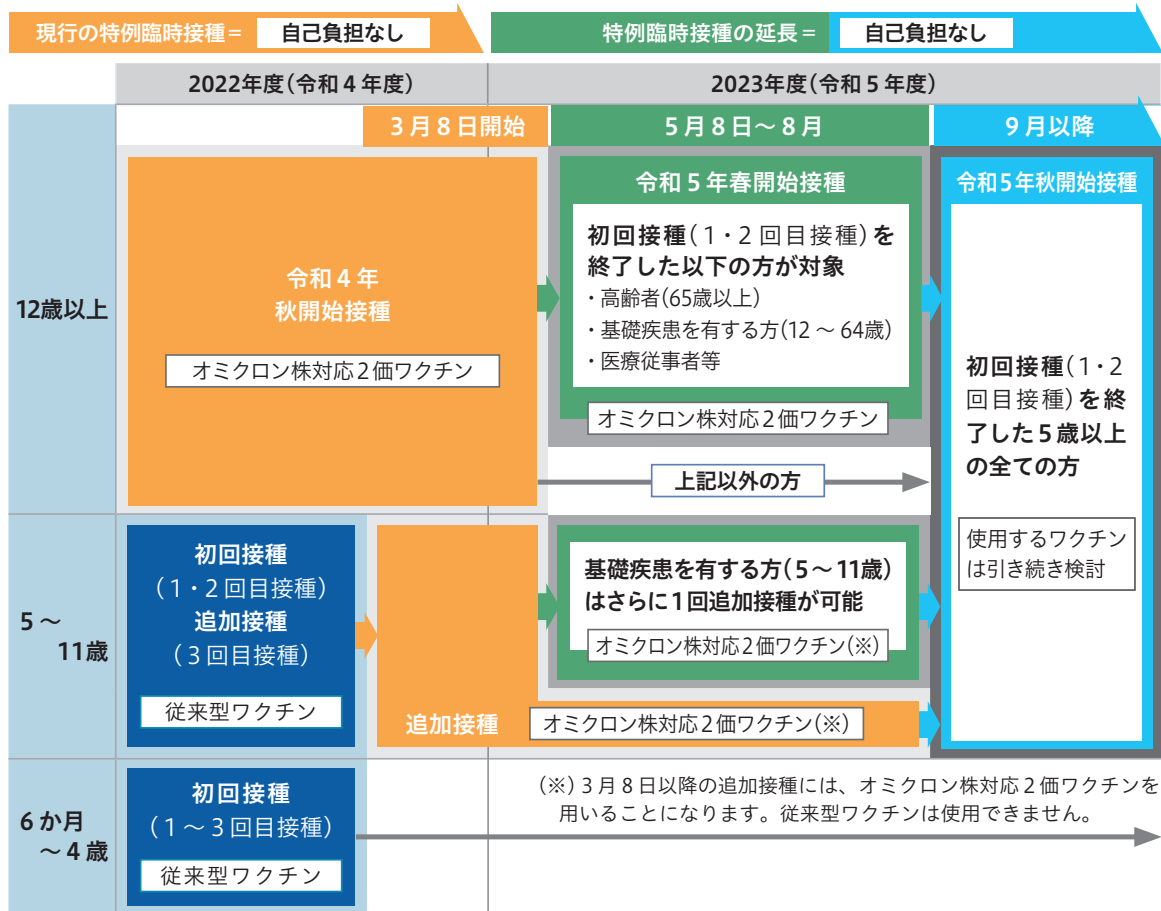 現行の特例臨時接種＝ 自己負担なし
特例臨時接種の延長＝ 自己負担なし
2022年度（令和４年度）
2023年度（令和５年度）
３月８日開始
５月８日～８月
９月以降
12歳以上
令和４年
秋開始接種
オミクロン株対応２価ワクチン
令和５年春開始接種
初回接種（１・２回目接種）を
終了した以下の方が対象
・高齢者(65歳以上)
・基礎疾患を有する方(12～64歳)
・医療従事者等
オミクロン株対応２価ワクチン
上記以外の方
令和５年秋開始接種
初回接種（１・２
回目接種）を終
了した５歳以上
の全ての方
使用するワクチン
は引き続き検討
５～
11歳
初回接種
（１・２回目接種）
追加接種
（３回目接種）
従来型ワクチン
基礎疾患を有する方（５～11歳）
はさらに１回追加接種が可能
オミクロン株対応２価ワクチン(※)
追加接種
オミクロン株対応２価ワクチン(※)
６か月
～４歳
初回接種
（１～３回目接種）
従来型ワクチン
(※)３月８日以降の追加接種には、オミクロン株対応２価ワクチンを
用いることになります。従来型ワクチンは使用できません。